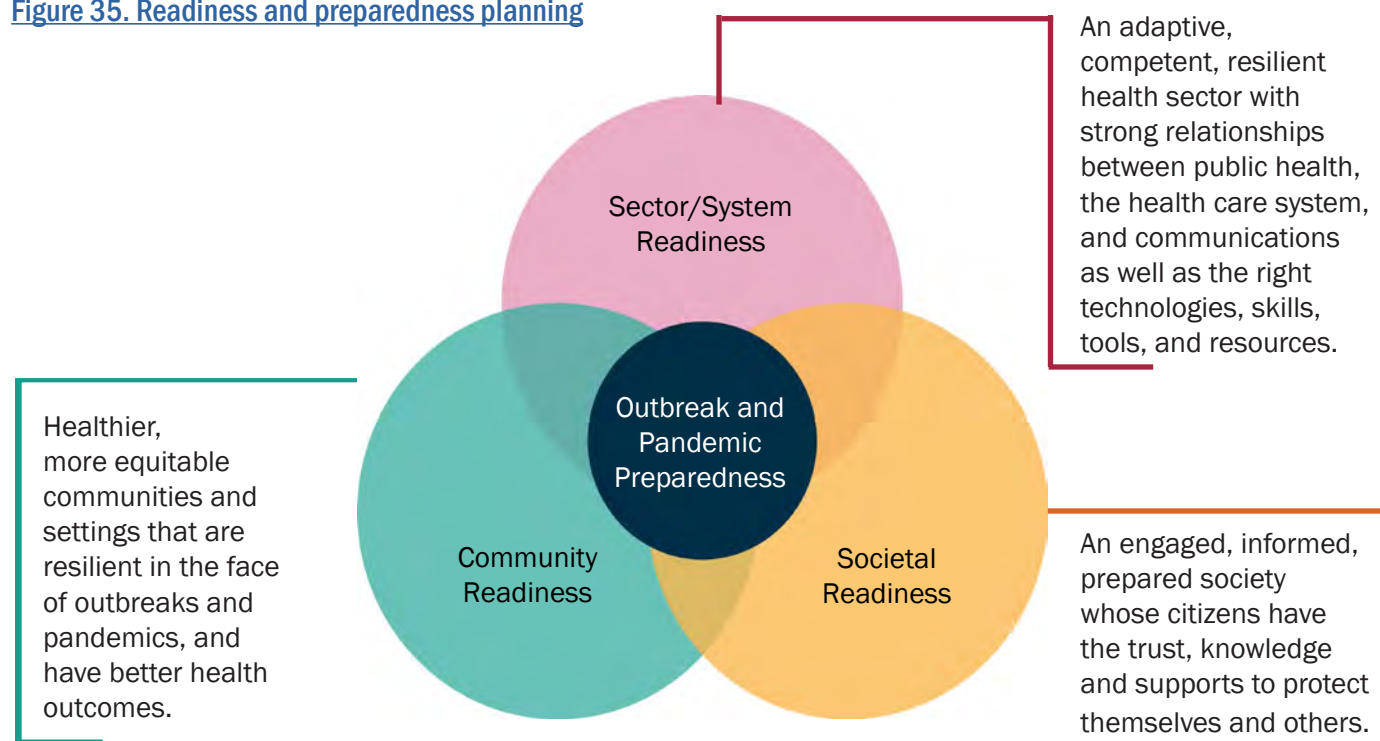 Figure 35. Readiness and preparedness planning
An adaptive,
competent, resilient
health sector with
strong relationships
between public health,
the health care system,
and communications
as well as the right
technologies, skills,
tools, and resources.
Sector/System
Readiness
Outbreak and
Pandemic
Preparedness
Healthier,
more equitable
communities and
settings that are
resilient in the face
of outbreaks and
pandemics, and
have better health
outcomes.
Community
Readiness
Societal
Readiness
An engaged, informed,
prepared society
whose citizens have
the trust, knowledge
and supports to protect
themselves and others.